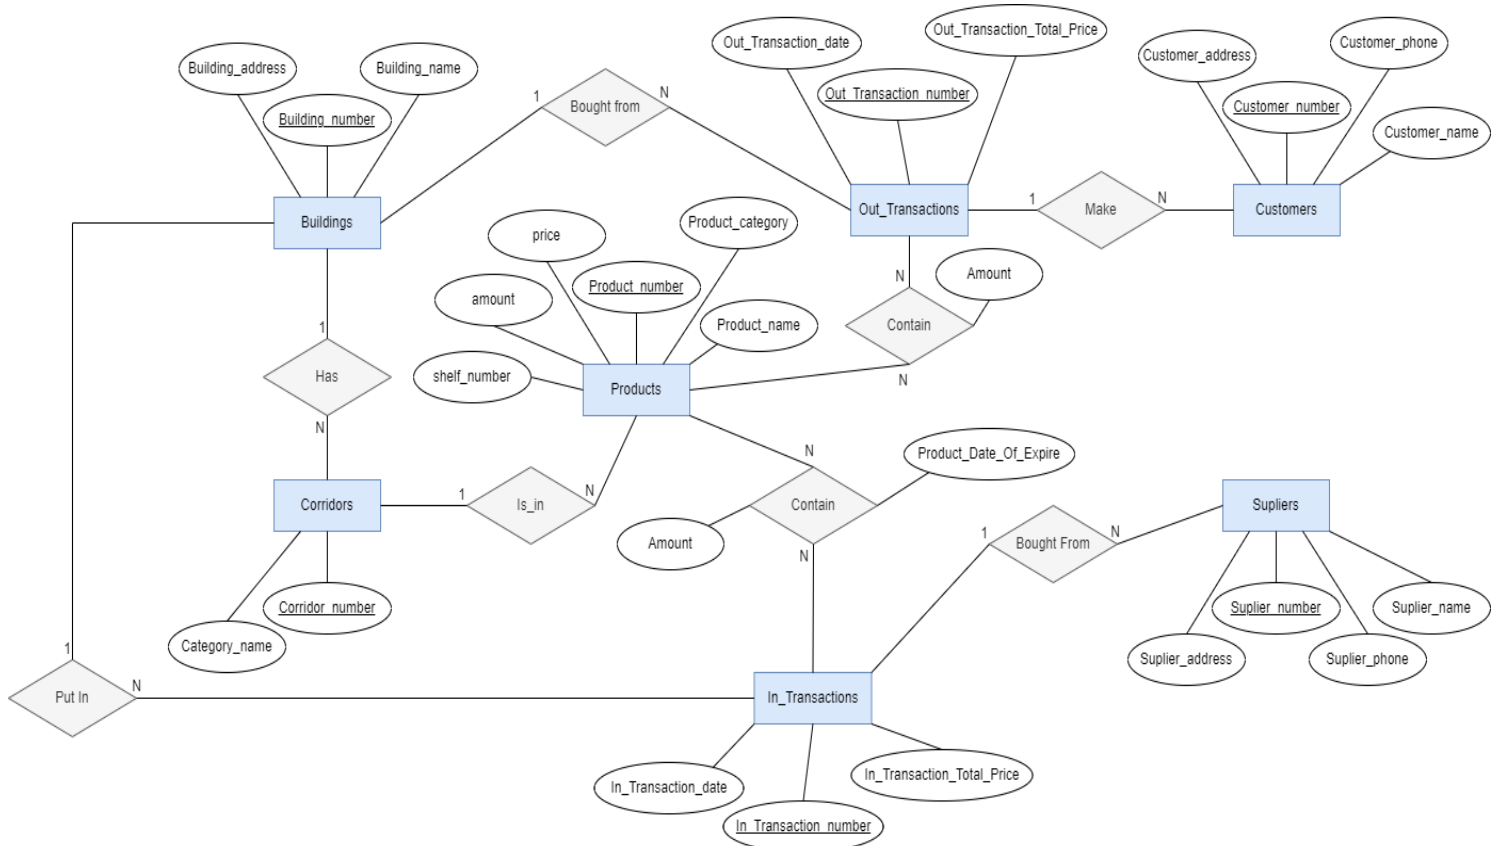 Out_Transaction_date
Out_Transaction_Total_Price
Customer_address
Customer_phone
Building_address
Building_name
Building_number
1
Bought from
N
Out_Transaction_number
Customer_number
Customer_name
Buildings
Out_Transactions
1
Make
N
Customers
price
Product_category
Product_number
amount
Product_name
N
Amount
Contain
N
shelf_number
Products
1
Has
N
Corridors
1
Is_in
N
N
Product_Date_Of_Expire
Contain
Amount
N
1
Bought From
N
Supliers
Category_name
Corridor_number
Suplier_address
Suplier_number
Suplier_phone
Suplier_name
1
Put In
N
In_Transactions
In_Transaction_date
In_Transaction_number
In_Transaction_Total_Price